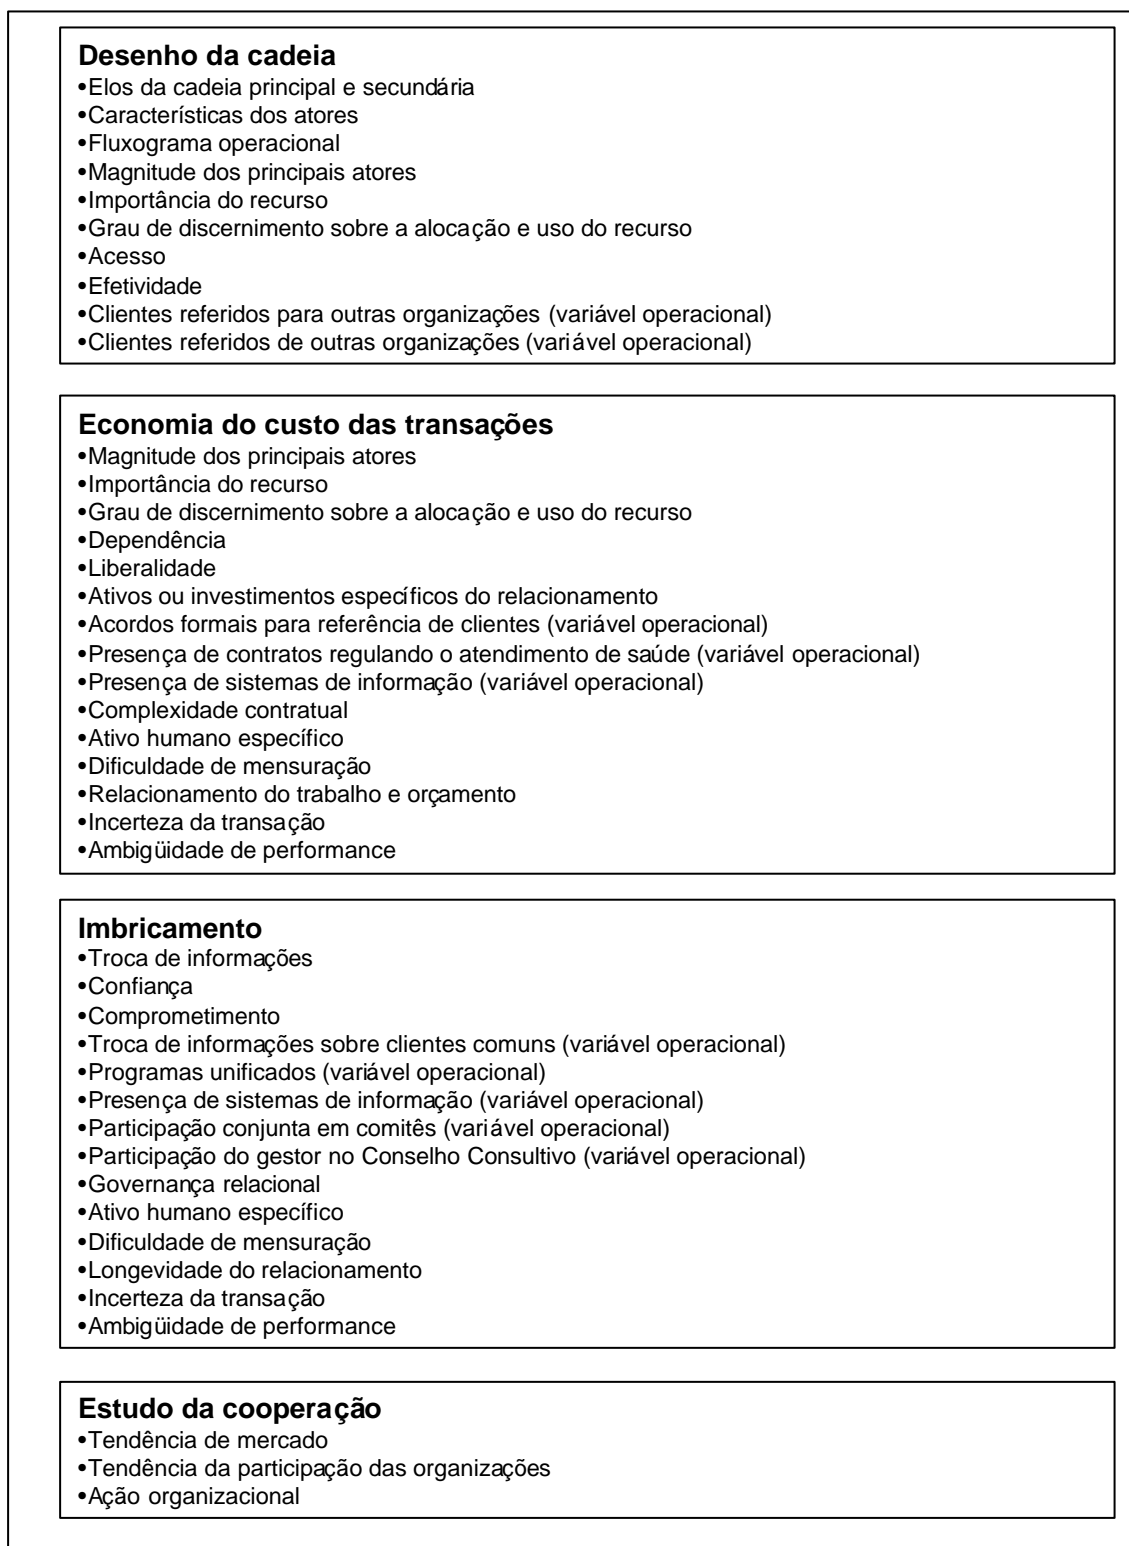 Desenho da cadeia
•Elos da cadeia principal e secundária
•Características dos atores
•Fluxograma operacional
•Magnitude dos principais atores
•Importância do recurso
•Grau de discernimento sobre a alocação e uso do recurso
•Acesso
•Efetividade
•Clientes referidos para outras organizações (variável operacional)
•Clientes referidos de outras organizações (variável operacional)
Economia do custo das transações
•Magnitude dos principais atores
•Importância do recurso
•Grau de discernimento sobre a alocação e uso do recurso
•Dependência
•Liberalidade
•Ativos ou investimentos específicos do relacionamento
•Acordos formais para referência de clientes (variável operacional)
•Presença de contratos regulando o atendimento de saúde (variável operacional)
•Presença de sistemas de informação (variável operacional)
•Complexidade contratual
•Ativo humano específico
•Dificuldade de mensuração
•Relacionamento do trabalho e orçamento
•Incerteza da transação
•Ambigüidade de performance
Imbricamento
•Troca de informações
•Confiança
•Comprometimento
•Troca de informações sobre clientes comuns (variável operacional)
•Programas unificados (variável operacional)
•Presença de sistemas de informação (variável operacional)
•Participação conjunta em comitês (variável operacional)
•Participação do gestor no Conselho Consultivo (variável operacional)
•Governança relacional
•Ativo humano específico
•Dificuldade de mensuração
•Longevidade do relacionamento
•Incerteza da transação
•Ambigüidade de performance
Estudo da cooperação
•Tendência de mercado
•Tendência da participação das organizações
•Ação organizacional